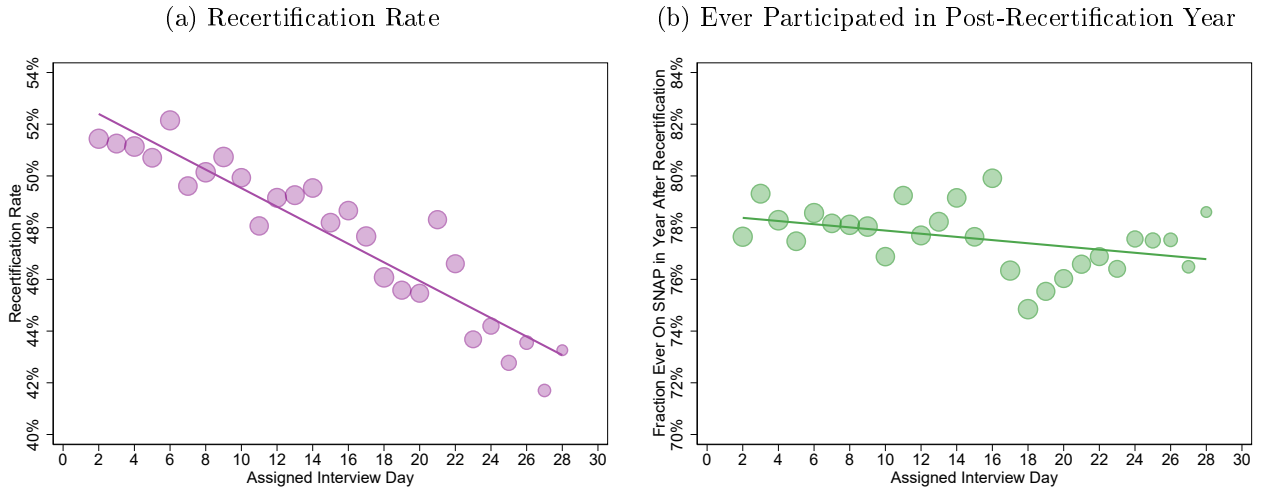 (a) Recertification Rate
Recertification Rate
54%
52%
50%
48%
46%
44%
42%
40%
0 2 4 6 8 10 12 14 16 18 20 22 24 26 28 30
Assigned Interview Day
(b) Ever Participated in Post-Recertification Year
Fraction Ever On SNAP in Year After Recertification
84%
82%
80%
78%
76%
74%
72%
70%
0 2 4 6 8 10 12 14 16 18 20 22 24 26 28 30
Assigned Interview Day